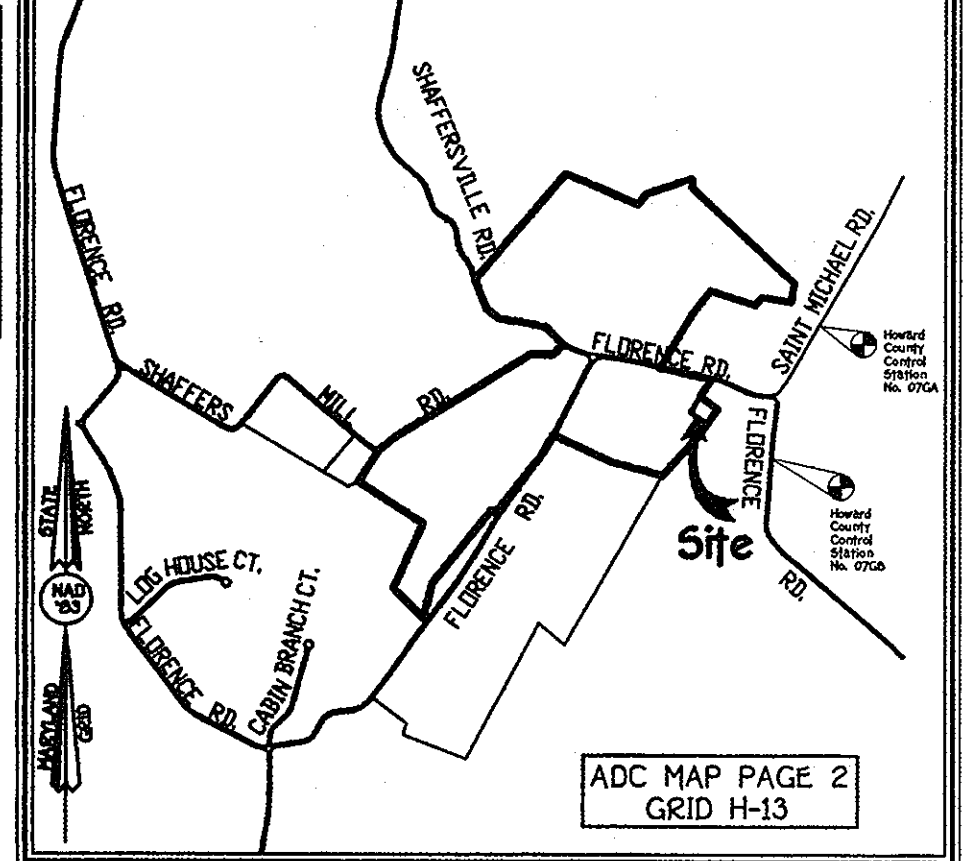 SHAFFERSVILLE RD.
FLORENCE RD.
SAINT MICHAEL RD.
Howard
County
Control
Station
No. 07GA
FLORENCE RD.
SHAFFERS MILL RD.
FLORENCE RD.
Howard
County
Control
Station
No. 07GB
Site
FLORENCE RD.
STATE
NORTH
NAD
'83
MARYLAND
GRID
LOG HOUSE CT.
FLORENCE RD.
CABIN BRANCH CT.
ADC MAP PAGE 2
GRID H-13